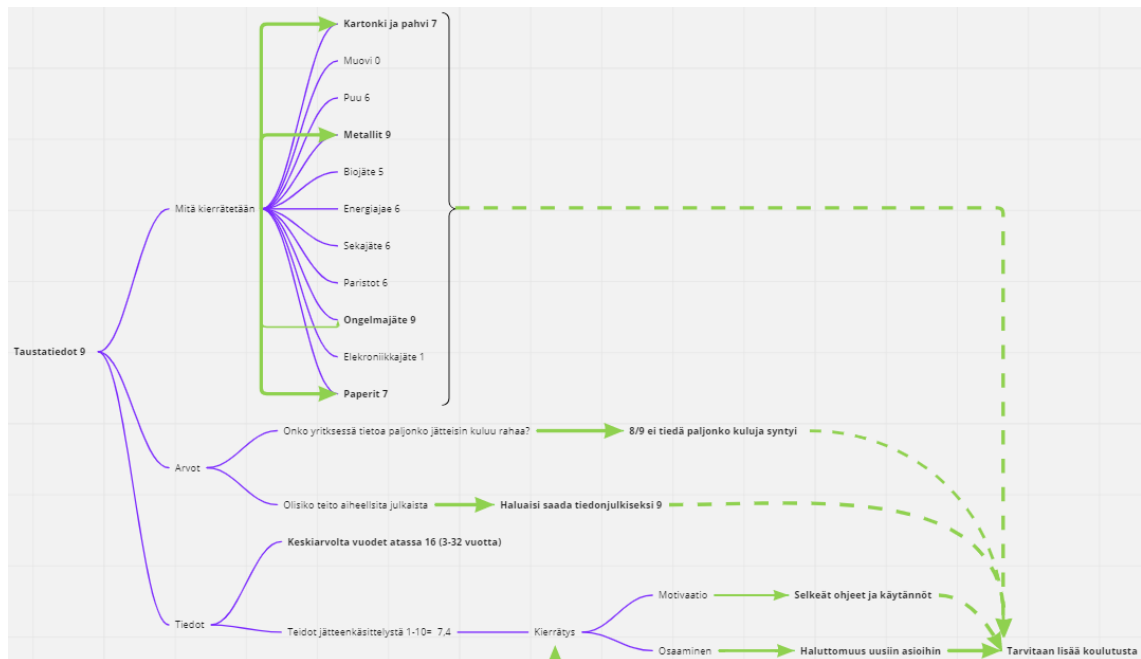 Kartonki ja pahvi 7
Muovi 0
Puu 6
Metallit 9
Biojäte 5
Mitä kierrätetään
Energiajae 6
Sekajäte 6
Paristot 6
Ongelmajäte 9
Taustatiedot 9
Elekroniikkajäte 1
Paperit 7
Onko yritksessä tietoa paljonko jätteisin kuluu rahaa?
8/9 ei tiedä paljonko kuluja syntyi
Arvot
Olisiko teito aiheellsita julkaista
Haluaisi saada tiedonjulkiseksi 9
Keskiarvolta vuodet atassa 16 (3-32 vuotta)
Motivaatio
Selkeät ohjeet ja käytännöt
Tiedot
Teidot jätteenkäsittelystä 1-10= 7,4
Kierrätys
Osaaminen
Haluttomuus uusiin asioihin
Tarvitaan lisää koulutusta